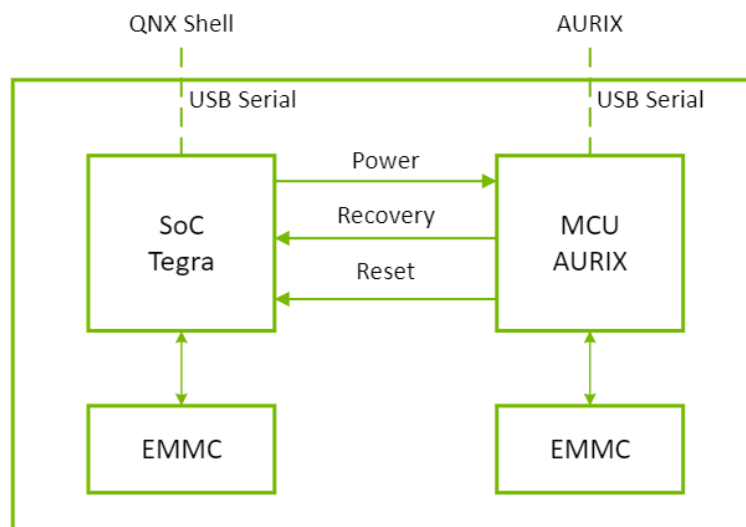 QNX Shell
AURIX
USB Serial
USB Serial
Power
SoC
Tegra
Recovery
MCU
AURIX
Reset
EMMC
EMMC